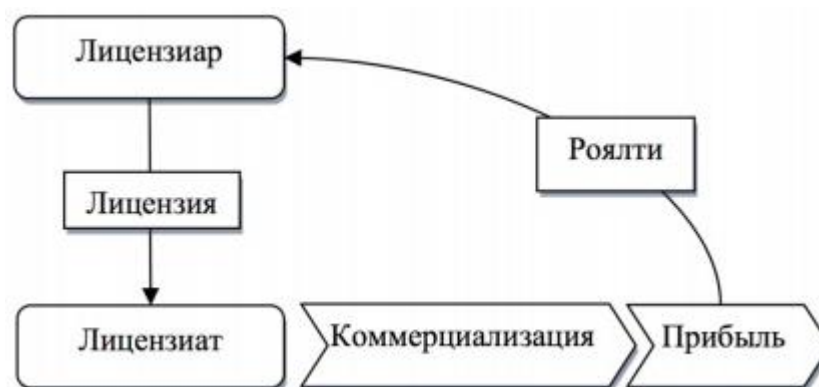 Лицензиар
Роялти
Лицензия
Лицензиат
Коммерциализация
Прибыль